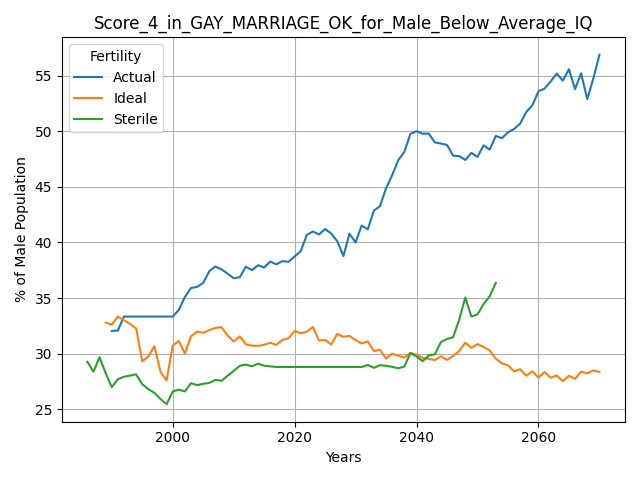 Score_4_in_GAY_MARRIAGE_OK_for_Male_Below_Average_IQ
Fertility
Actual
Ideal
Sterile
% of Male Population
55
50
45
40
35
30
25
2000
2020
2040
2060
Years